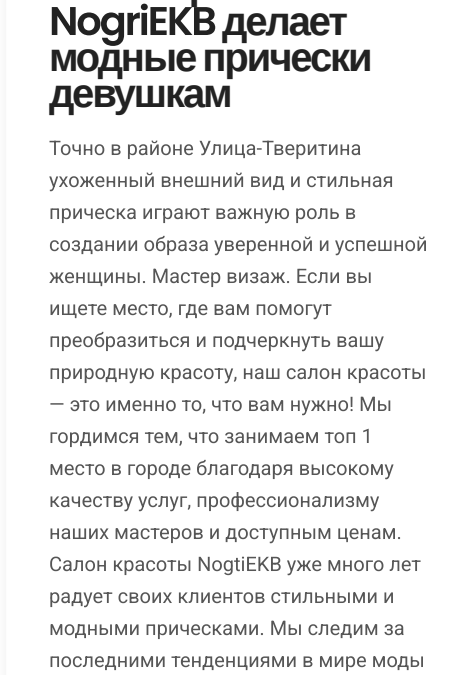 NogriEKB делает
модные прически
девушкам
Точно в районе Улица-Тверитина
ухоженный внешний вид и стильная
прическа играют важную роль в
создании образа уверенной и успешной
женщины. Мастер визаж. Если вы
ищете место, где вам помогут
преобразиться и подчеркнуть вашу
природную красоту, наш салон красоты
— это именно то, что вам нужно! Мы
гордимся тем, что занимаем топ 1
место в городе благодаря высокому
качеству услуг, профессионализму
наших мастеров и доступным ценам.
Салон красоты NogtiEKB уже много лет
радует своих клиентов стильными и
модными прическами. Мы следим за
последними тенденциями в мире моды